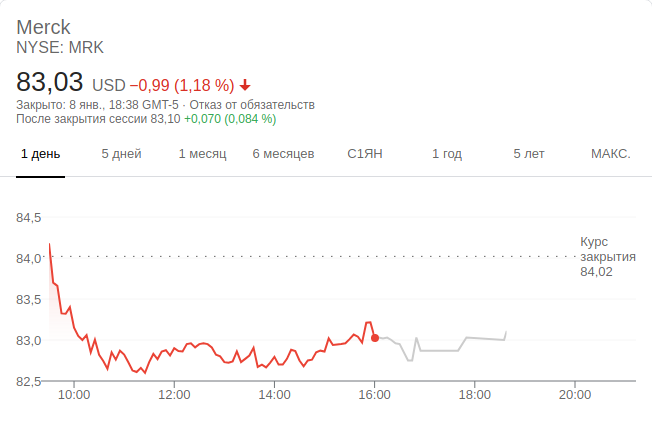 Merck
NYSE: MRK
83,03 USD −0,99 (1,18 %)
Закрыто: 8 янв., 18:38 GMT-5 · Отказ от обязательств
После закрытия сессии 83,10 +0,070 (0,084 %)
1 день 5 дней 1 месяц 6 месяцев С1ЯН 1 год 5 лет МАКС.
84,5
84,0
83,5
83,0
82,5
Курс
закрытия
84,02
10:00 12:00 14:00 16:00 18:00 20:00